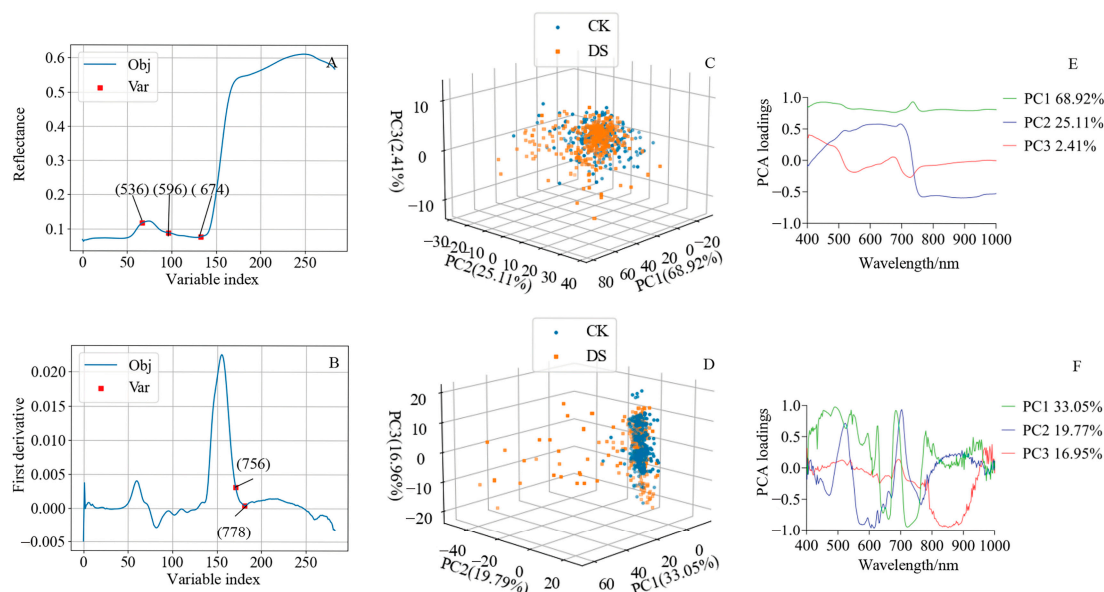 A
Obj
Var
0.6
0.5
0.4
0.3
0.2
0.1
(536) (596) ( 674)
0 50 100 150 200 250
Reflectance
Variable index
C
CK
DS
10
0
−10
PC3(2.41%)
−30 −20 −10 0 10 20 30 40
PC2(25.11%)
80 60 40 20 0 −20
PC1(68.92%)
E
PC1 68.92%
PC2 25.11%
PC3 2.41%
1.0
0.5
0.0
−0.5
−1.0
400 500 600 700 800 900 1000
PCA loadings
Wavelength/nm
B
Obj
Var
0.020
0.015
0.010
0.005
0.000
−0.005
(756)
(778)
0 50 100 150 200 250
First derivative
Variable index
D
CK
DS
20
10
0
−10
−20
PC3(16.96%)
−40 −20 0 20
PC2(19.79%)
60 40 20 0
PC1(33.05%)
F
PC1 33.05%
PC2 19.77%
PC3 16.95%
1.0
0.5
0.0
−0.5
−1.0
400 500 600 700 800 900 1000
PCA loadings
Wavelength/nm